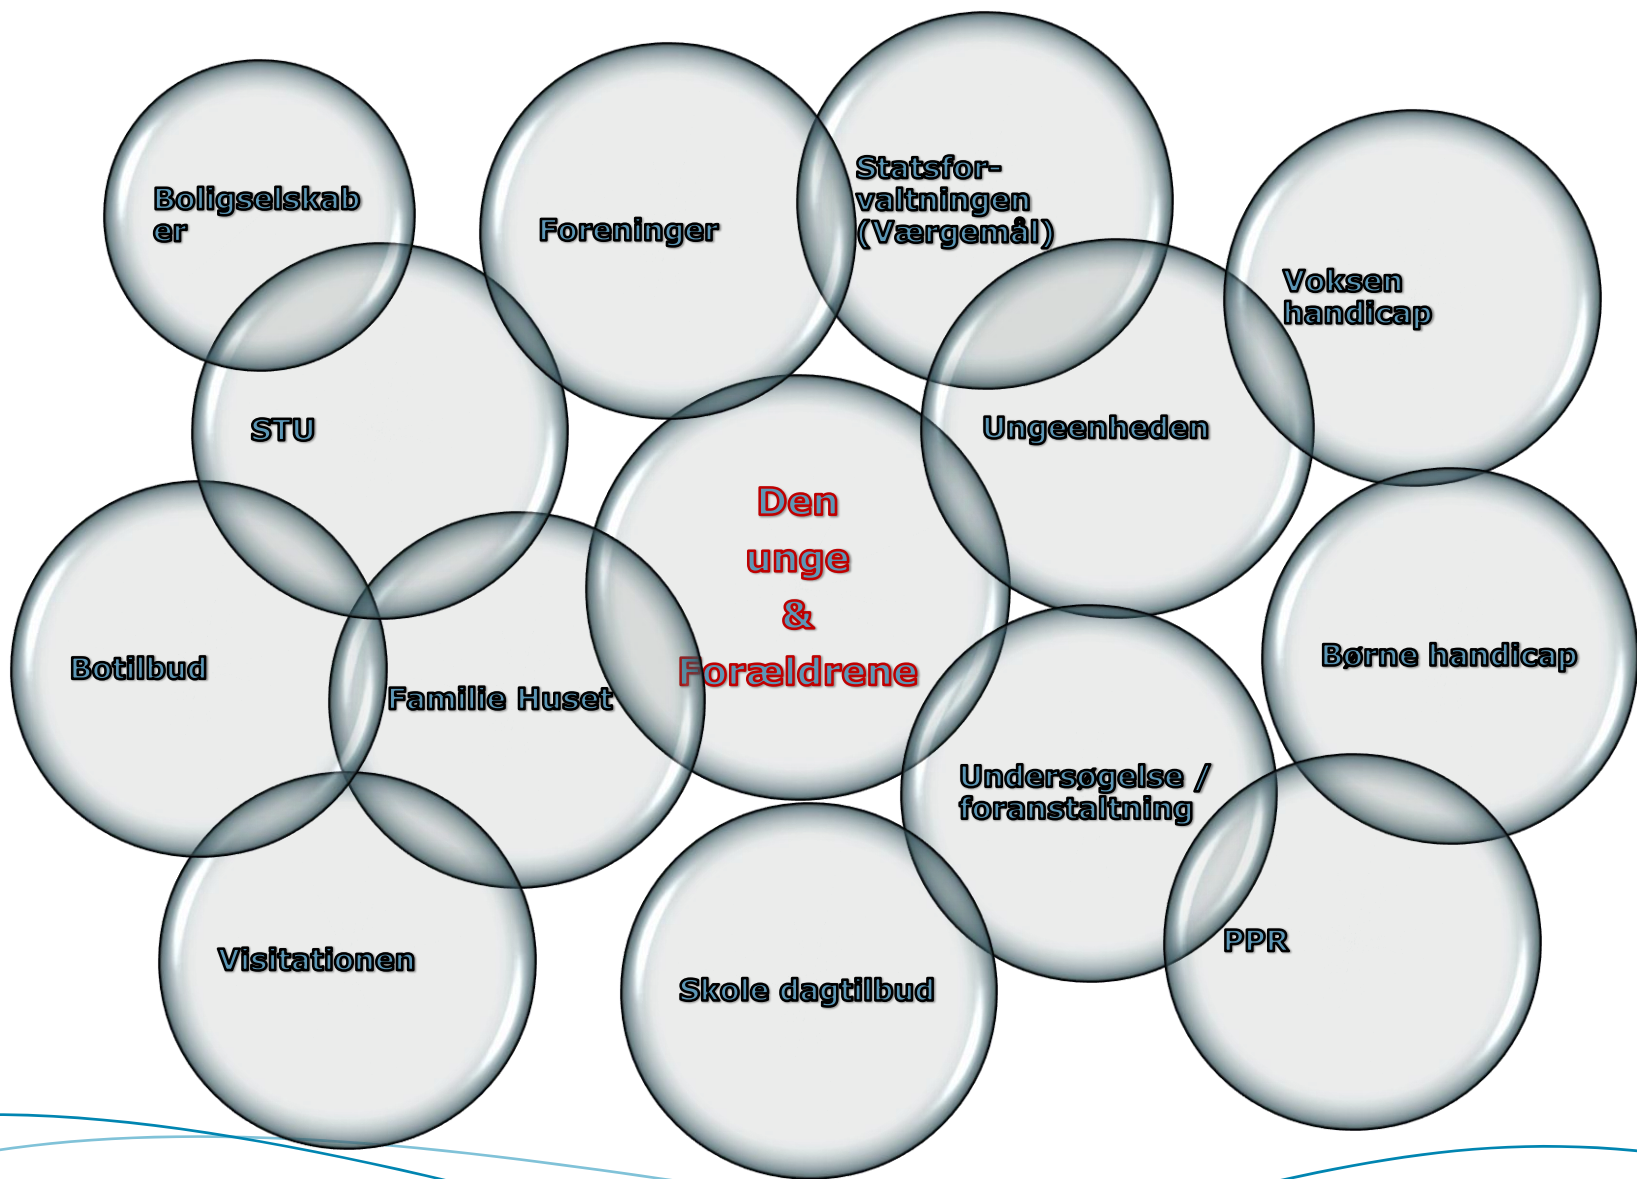 Boligselskab
er
Foreninger
Statsfor-
valtningen
(Værgemål)
Voksen
handicap
STU
Ungeenheden
Den
unge
&
Forældrene
Botilbud
Familie Huset
Børne handicap
Undersøgelse /
foranstaltning
Visitationen
Skole dagtilbud
PPR